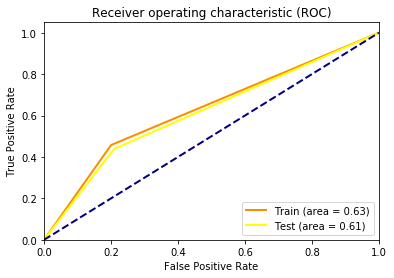 Receiver operating characteristic (ROC)
True Positive Rate
1.0
0.8
0.6
0.4
0.2
0.0
0.0 0.2 0.4 0.6 0.8 1.0
False Positive Rate
Train (area = 0.63)
Test (area = 0.61)